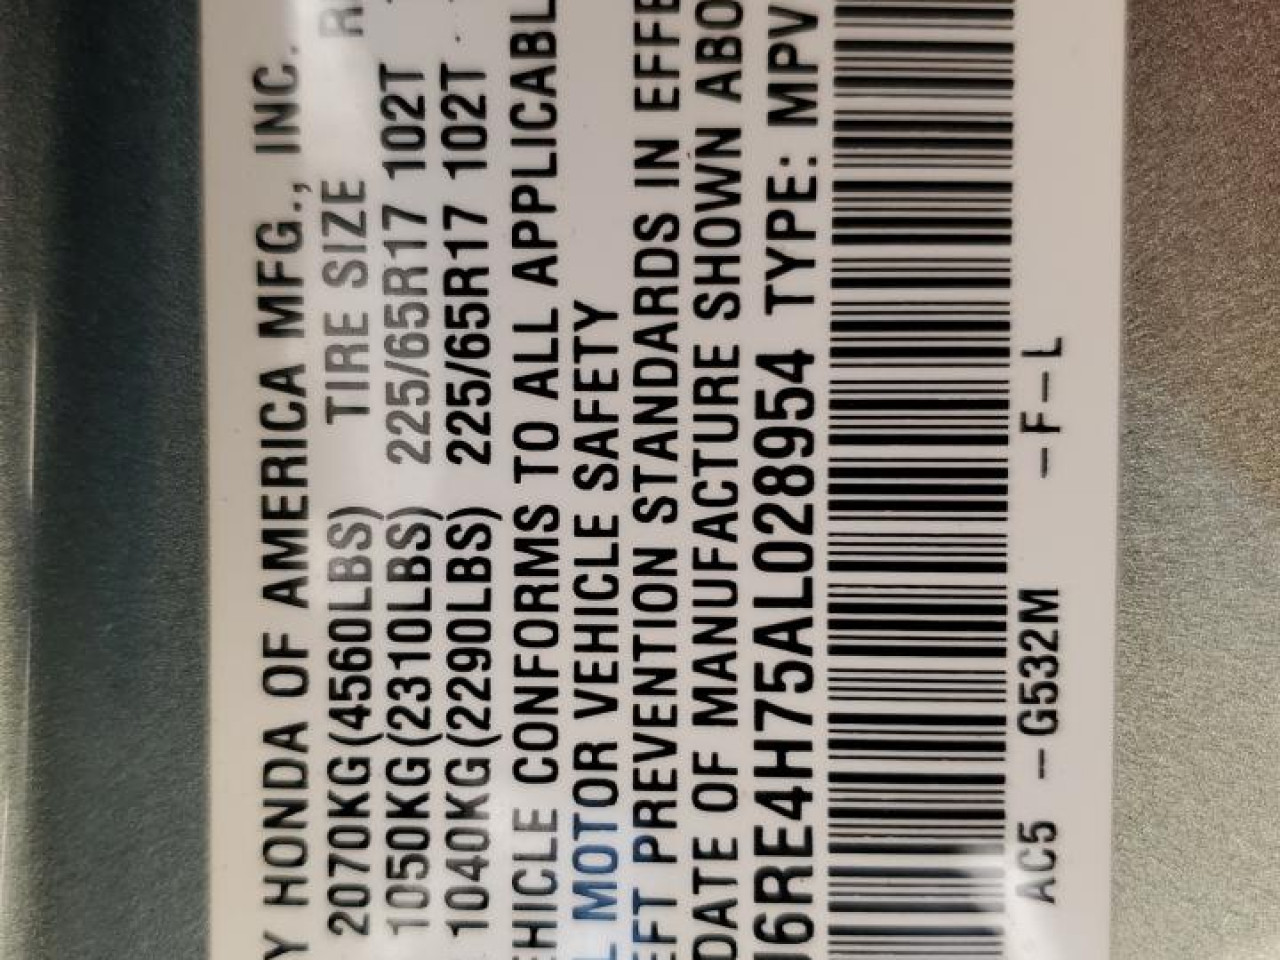 Y HONDA OF AMERICA MFG., INC.
TIRE SIZE
2070KG(4560LBS)
1050KG(2310LBS) 225/65R17 102T
1040KG(2290LBS) 225/65R17 102T
EHICLE CONFORMS TO ALL APPLICABL
L MOTOR VEHICLE SAFETY
EFT PREVENTION STANDARDS IN EFFE
DATE OF MANUFACTURE SHOWN ABO
J6RE4H75AL028954 TYPE: MPV
AC5 -G532M -F-L